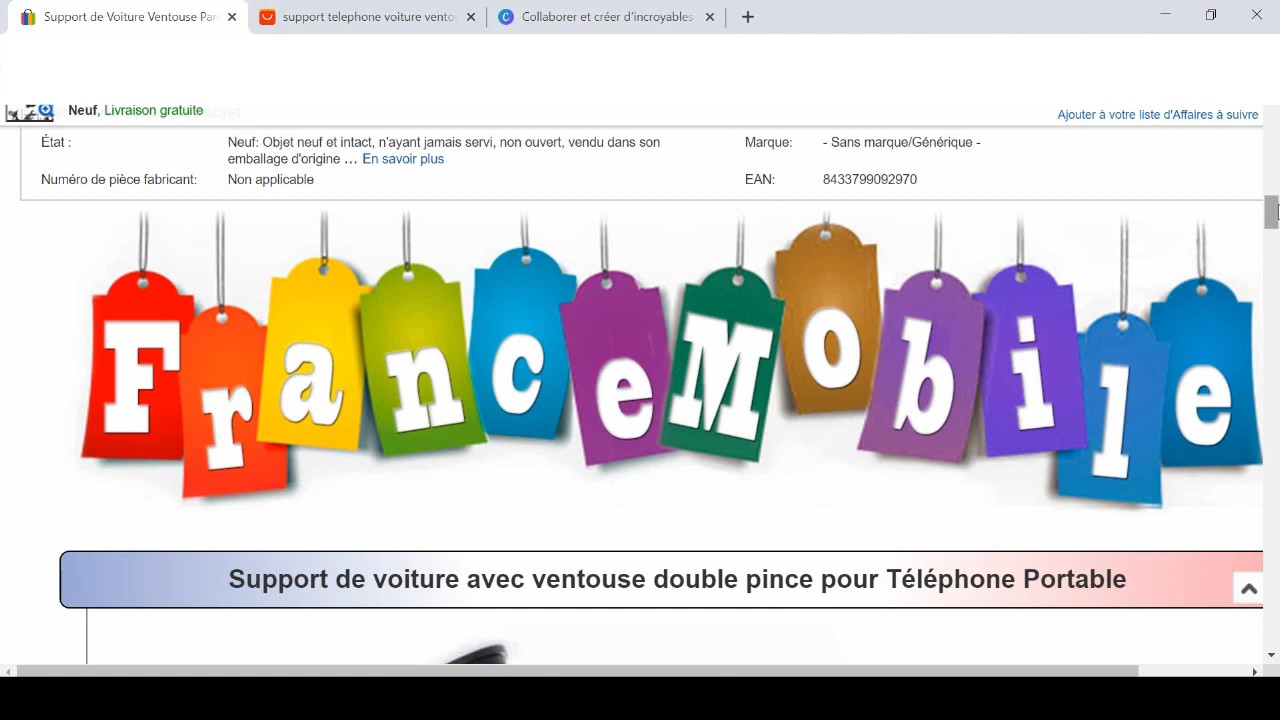 Support de Voiture Ventouse Par
support telephone voiture vento
Collaborer et créer d'incroyables
Neuf, Livraison gratuite
Ajouter à votre liste d'Affaires à suivre
État :
Neuf: Objet neuf et intact, n'ayant jamais servi, non ouvert, vendu dans son
emballage d'origine ... En savoir plus
Marque:
- Sans marque/Générique -
Numéro de pièce fabricant:
Non applicable
EAN:
8433799092970
FranceMobile
Support de voiture avec ventouse double pince pour Téléphone Portable